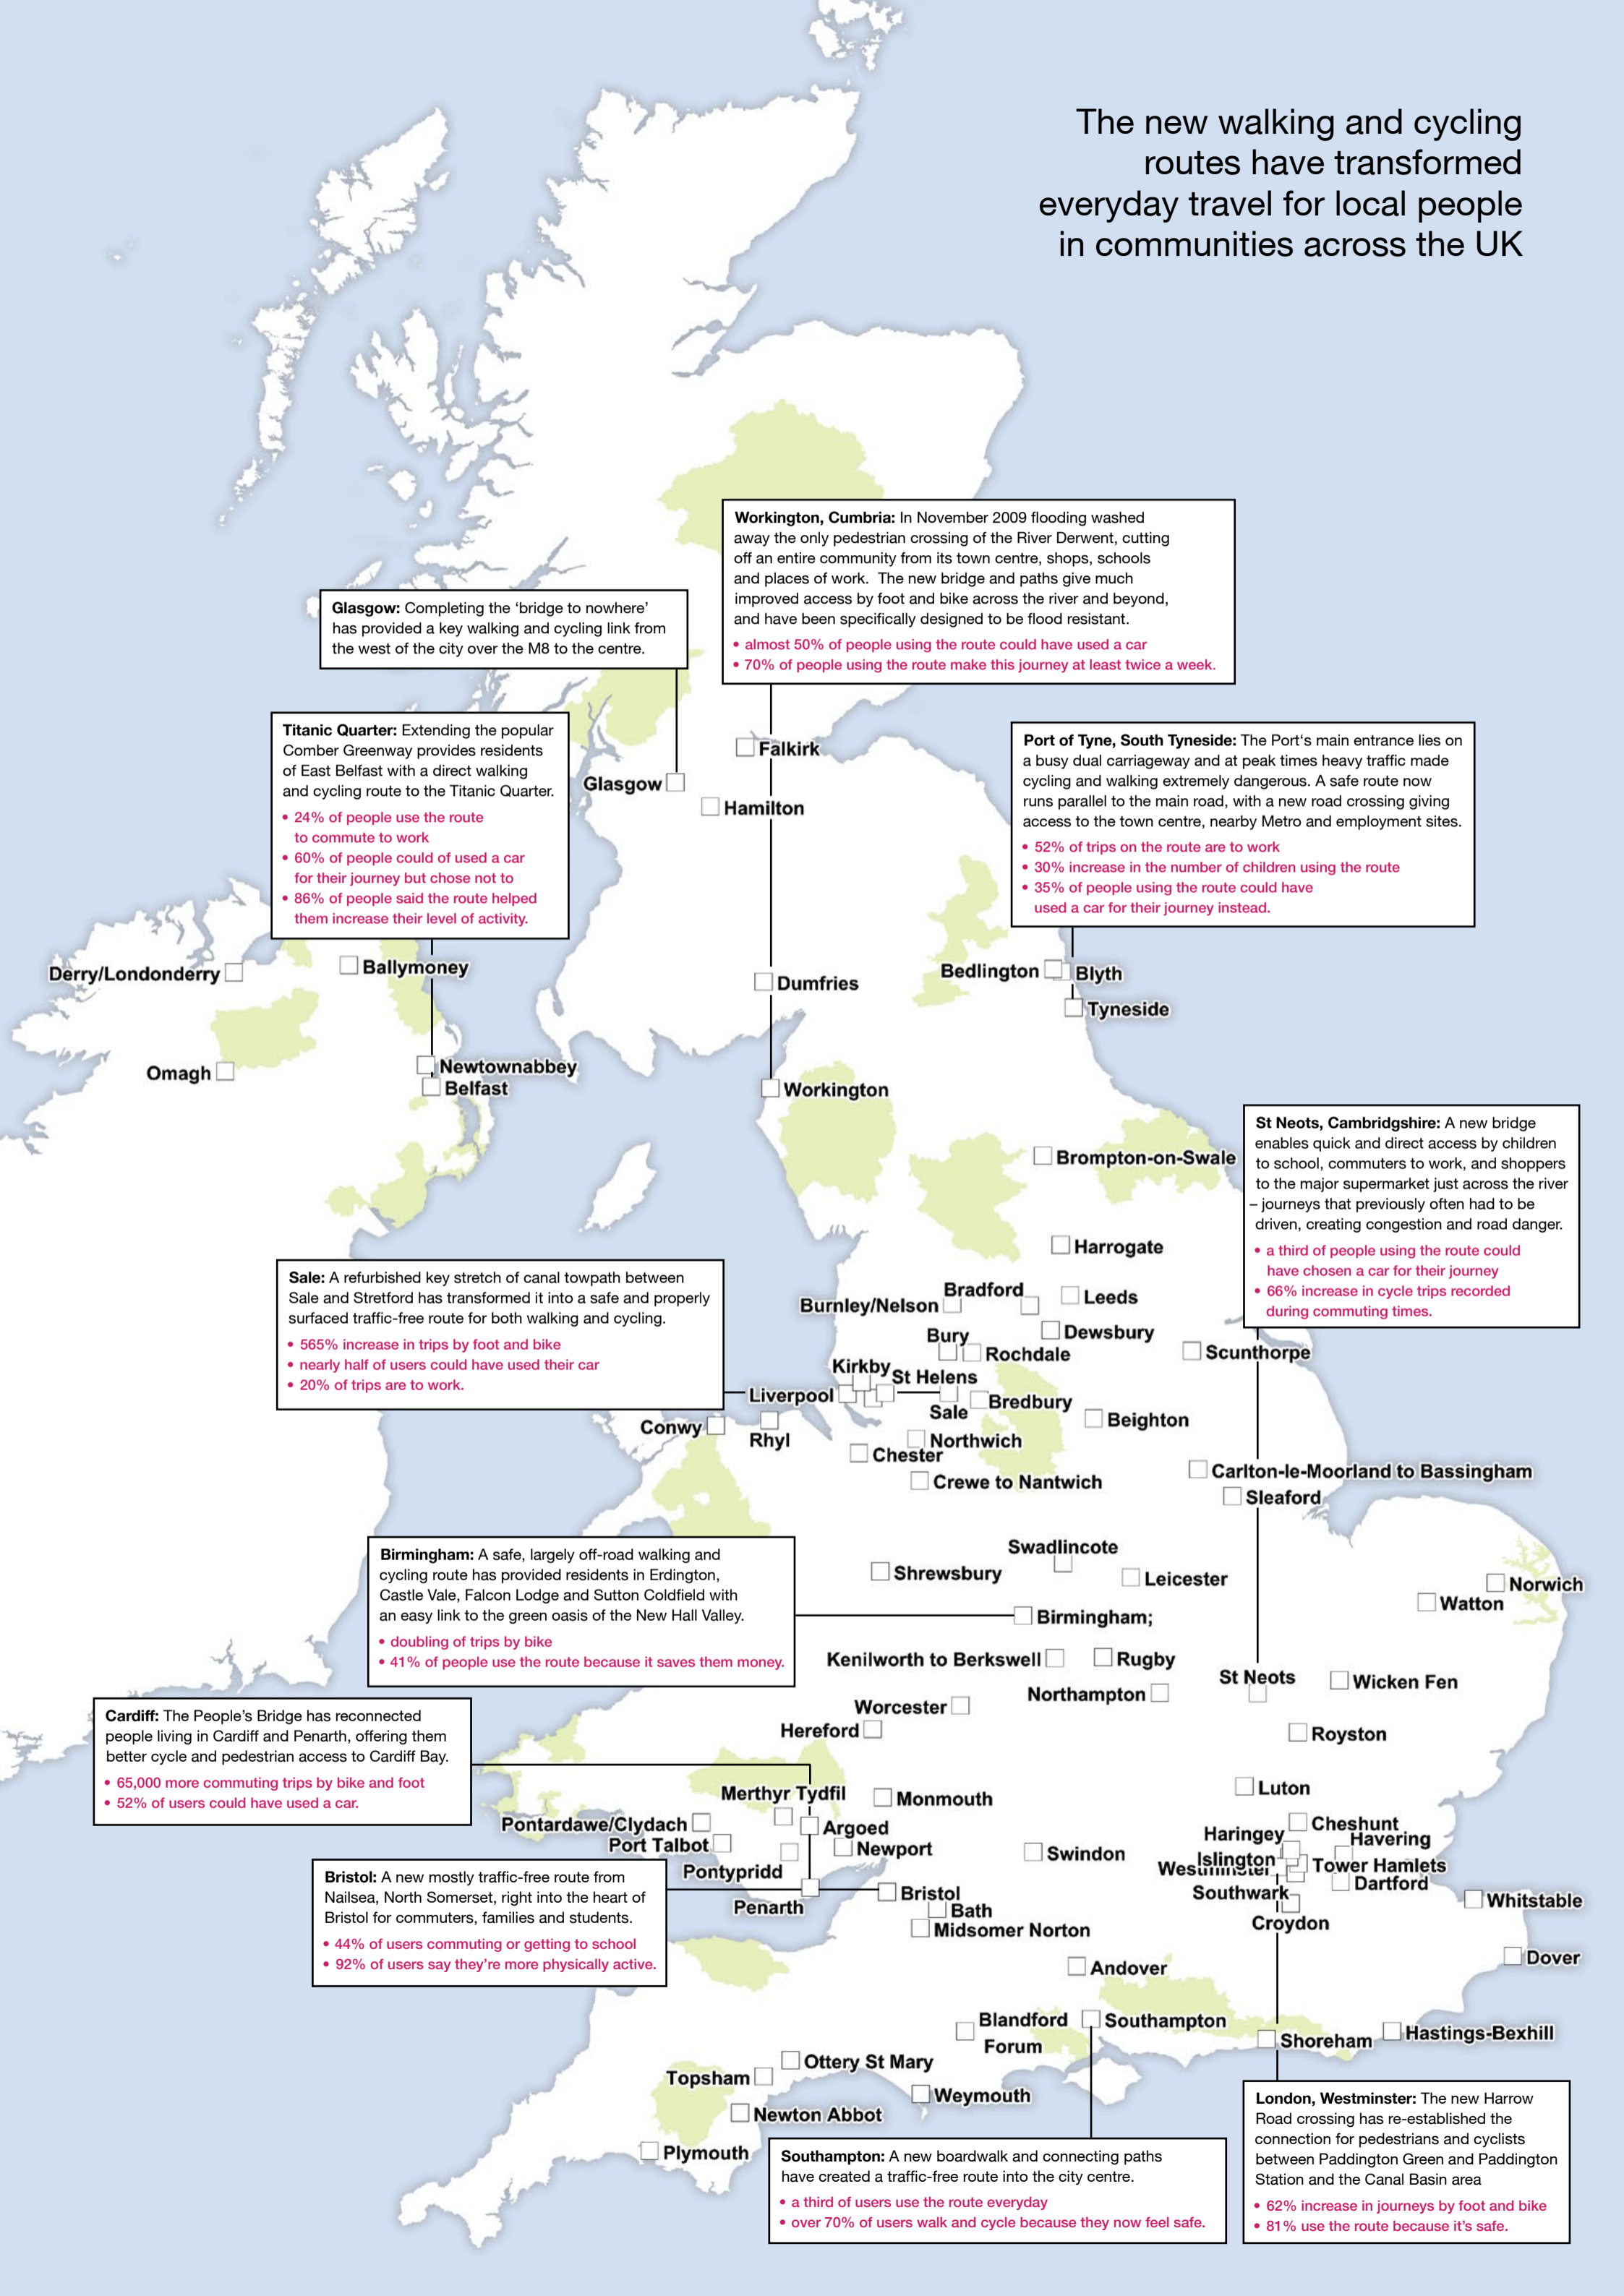 The new walking and cycling
routes have transformed
everyday travel for local people
in communities across the UK
Workington, Cumbria: In November 2009 flooding washed
away the only pedestrian crossing of the River Derwent, cutting
off an entire community from its town centre, shops, schools
and places of work. The new bridge and paths give much
improved access by foot and bike across the river and beyond,
and have been specifically designed to be flood resistant.
• almost 50% of people using the route could have used a car
• 70% of people using the route make this journey at least twice a week.
Glasgow: Completing the ‘bridge to nowhere’
has provided a key walking and cycling link from
the west of the city over the M8 to the centre.
Titanic Quarter: Extending the popular
Comber Greenway provides residents
of East Belfast with a direct walking
and cycling route to the Titanic Quarter.
• 24% of people use the route
to commute to work
• 60% of people could of used a car
for their journey but chose not to
• 86% of people said the route helped
them increase their level of activity.
Port of Tyne, South Tyneside: The Port's main entrance lies on
a busy dual carriageway and at peak times heavy traffic made
cycling and walking extremely dangerous. A safe route now
runs parallel to the main road, with a new road crossing giving
access to the town centre, nearby Metro and employment sites.
• 52% of trips on the route are to work
• 30% increase in the number of children using the route
• 35% of people using the route could have
used a car for their journey instead.
Falkirk
Glasgow
Hamilton
Derry/Londonderry
Ballymoney
Dumfries
Bedlington
Blyth
Tyneside
Omagh
Newtownabbey
Belfast
Workington
St Neots, Cambridgshire: A new bridge
enables quick and direct access by children
to school, commuters to work, and shoppers
to the major supermarket just across the river
– journeys that previously often had to be
driven, creating congestion and road danger.
• a third of people using the route could
have chosen a car for their journey
• 66% increase in cycle trips recorded
during commuting times.
Brompton-on-Swale
Harrogate
Sale: A refurbished key stretch of canal towpath between
Sale and Stretford has transformed it into a safe and properly
surfaced traffic-free route for both walking and cycling.
• 565% increase in trips by foot and bike
• nearly half of users could have used their car
• 20% of trips are to work.
Bradford
Leeds
Burnley/Nelson
Dewsbury
Bury
Rochdale
Scunthorpe
Kirkby
St Helens
Liverpool
Sale
Bredbury
Beighton
Conwy
Rhyl
Northwich
Chester
Crewe to Nantwich
Carlton-le-Moorland to Bassingham
Sleaford
Birmingham: A safe, largely off-road walking and
cycling route has provided residents in Erdington,
Castle Vale, Falcon Lodge and Sutton Coldfield with
an easy link to the green oasis of the New Hall Valley.
• doubling of trips by bike
• 41% of people use the route because it saves them money.
Swadlincote
Shrewsbury
Leicester
Norwich
Watton
Birmingham;
Kenilworth to Berkswell
Rugby
St Neots
Wicken Fen
Northampton
Worcester
Hereford
Royston
Cardiff: The People’s Bridge has reconnected
people living in Cardiff and Penarth, offering them
better cycle and pedestrian access to Cardiff Bay.
• 65,000 more commuting trips by bike and foot
• 52% of users could have used a car.
Merthyr Tydfil
Monmouth
Luton
Pontardawe/Clydach
Argoed
Cheshunt
Port Talbot
Newport
Haringey
Havering
Swindon
Islington
Westminster
Tower Hamlets
Pontypridd
Dartford
Southwark
Whitstable
Penarth
Bristol
Bath
Midsomer Norton
Croydon
Bristol: A new mostly traffic-free route from
Nailsea, North Somerset, right into the heart of
Bristol for commuters, families and students.
• 44% of users commuting or getting to school
• 92% of users say they’re more physically active.
Dover
Andover
Blandford
Forum
Southampton
Shoreham
Hastings-Bexhill
Ottery St Mary
Topsham
Weymouth
Newton Abbot
Plymouth
Southampton: A new boardwalk and connecting paths
have created a traffic-free route into the city centre.
• a third of users use the route everyday
• over 70% of users walk and cycle because they now feel safe.
London, Westminster: The new Harrow
Road crossing has re-established the
connection for pedestrians and cyclists
between Paddington Green and Paddington
Station and the Canal Basin area
• 62% increase in journeys by foot and bike
• 81% use the route because it’s safe.